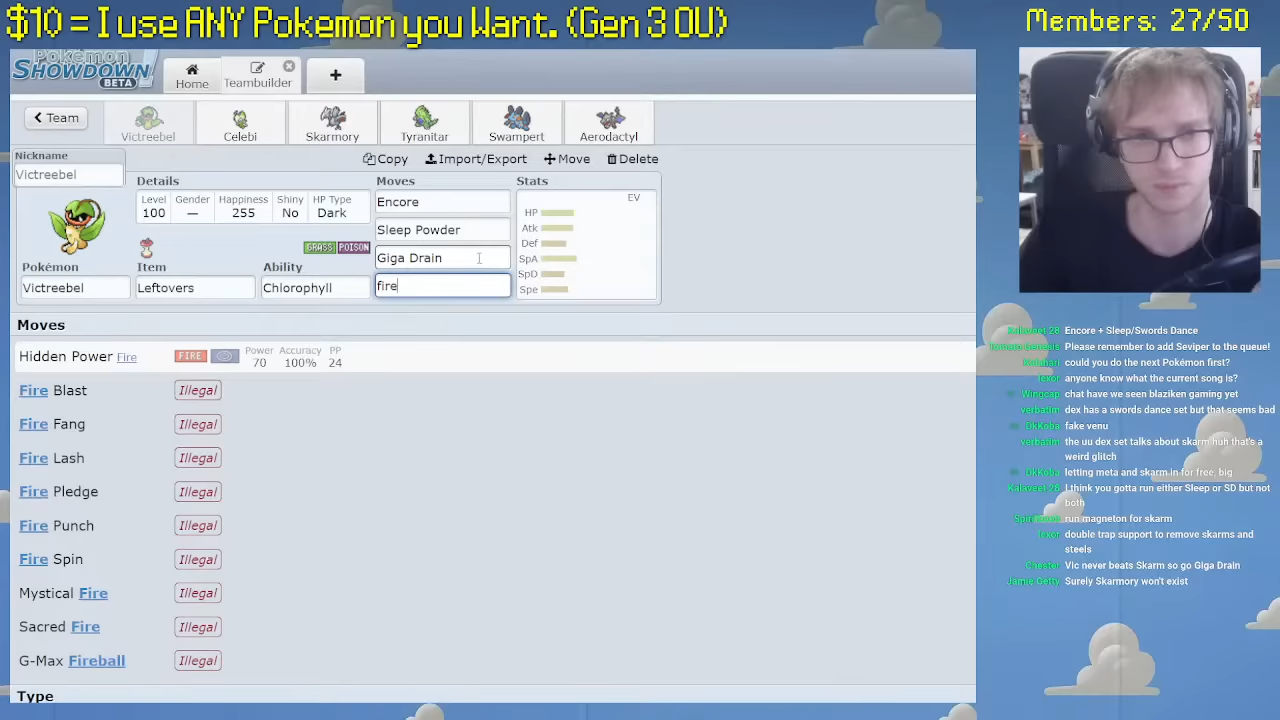 $10 = I use ANY Pokemon you Want. (Gen 3 OU)
Members: 27/50
Pokémon
SHOWDOWN!
BETA
Home
Teambuilder
+
Team
Victreebel
Celebi
Skarmory
Tyranitar
Swampert
Aerodactyl
Copy
Import/Export
Move
Delete
Nickname
Victreebel
Details
Level
100
Gender
—
Happiness
255
Shiny
No
HP Type
Dark
GRASS POISON
Pokémon
Victreebel
Item
Leftovers
Ability
Chlorophyll
Moves
Encore
Sleep Powder
Giga Drain
fire
Stats
EV
HP
Atk
Def
SpA
SpD
Spe
Moves
Hidden Power Fire
FIRE
Power
70
Accuracy
100%
PP
24
Fire Blast Illegal
Fire Fang Illegal
Fire Lash Illegal
Fire Pledge Illegal
Fire Punch Illegal
Fire Spin Illegal
Mystical Fire Illegal
Sacred Fire Illegal
G-Max Fireball Illegal
Type
Encore + Sleep/Swords Dance
Please remember to add Seviper to the queue!
could you do the next Pokémon first?
anyone know what the current song is?
Wingcap chat have we seen blaziken gaming yet
verbatim dex has a swords dance set but that seems bad
DkKoba fake venu
verbatim the uu dex set talks about skarm huh that's a
weird glitch
DkKoba letting meta and skarm in for free, big
I think you gotta run either Sleep or SD but not
both
run magneton for skarm
double trap support to remove skarms and
steels
Vic never beats Skarm so go Giga Drain
Jamie Getty Surely Skarmory won't exist